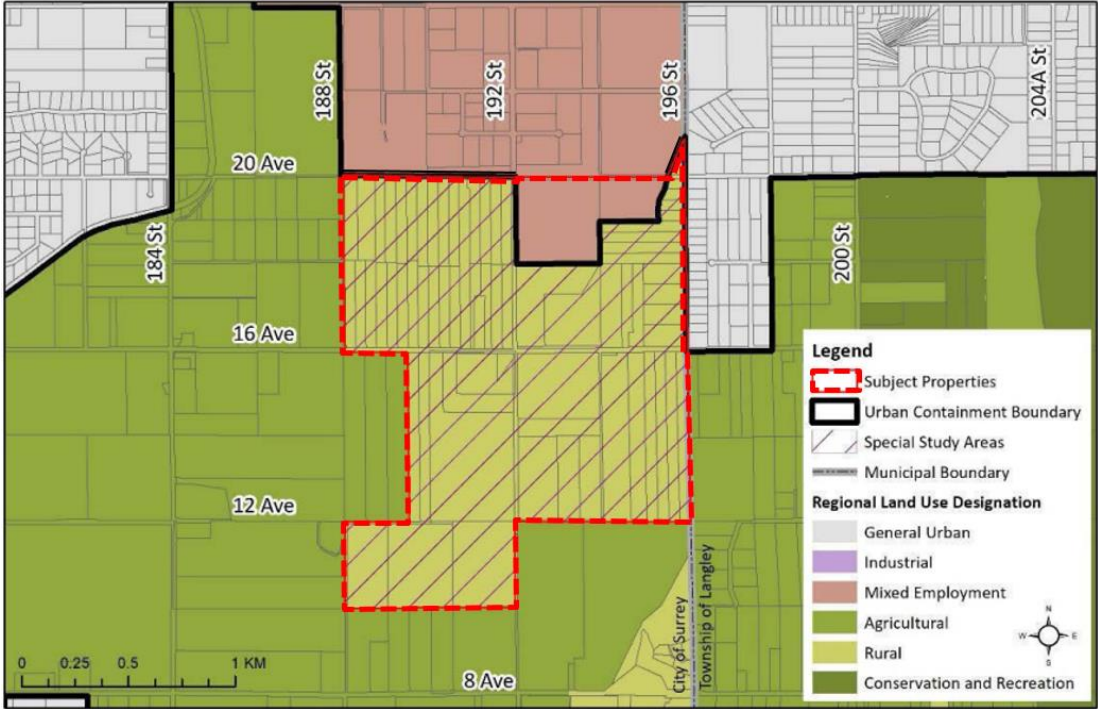 188 St
192 St
196 St
204A St
20 Ave
184 St
200 St
16 Ave
12 Ave
8 Ave
City of Surrey
Township of Langley
0 0.25 0.5 1 KM
Legend
Subject Properties
Urban Containment Boundary
Special Study Areas
Municipal Boundary
Regional Land Use Designation
General Urban
Industrial
Mixed Employment
Agricultural
Rural
Conservation and Recreation
N
W E
S